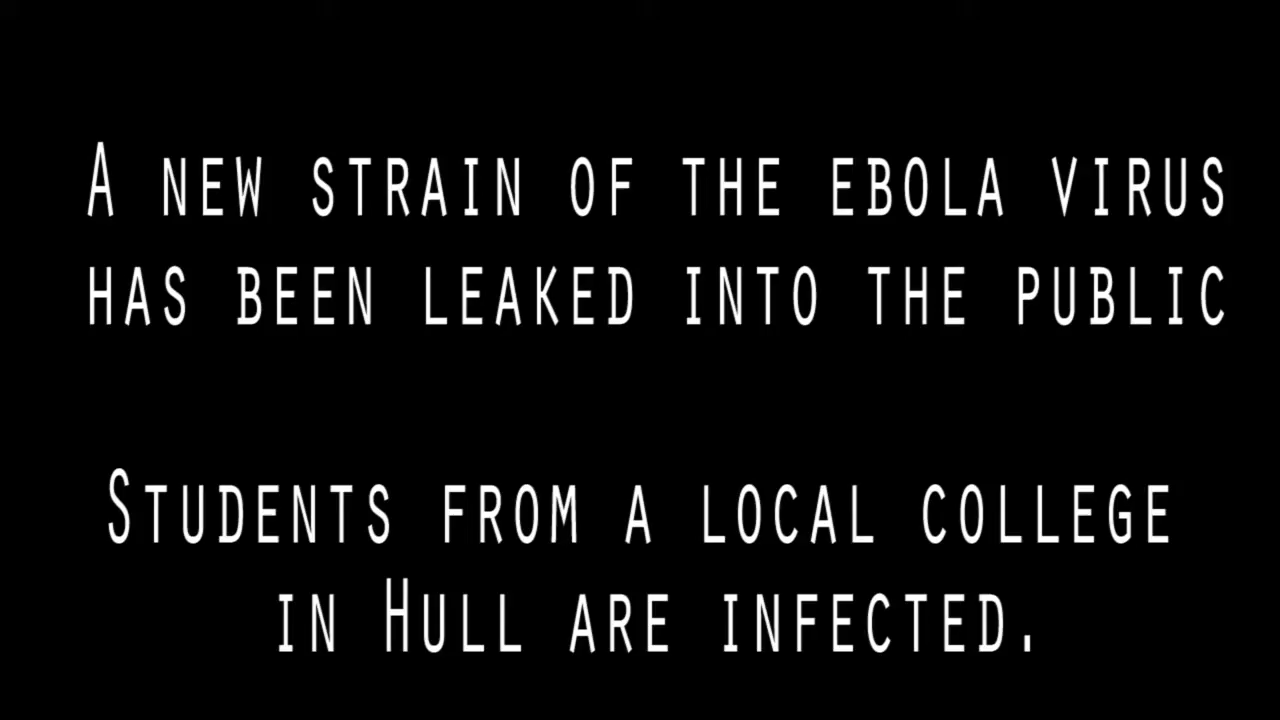 A new strain of the ebola virus
has been leaked into the public
Students from a local college
in Hull are infected.